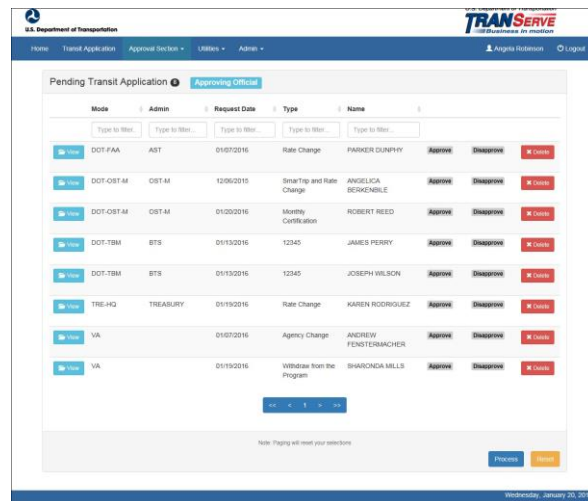 U.S. Department of Transportation
U.S. Department of Transportation
TRANSERVE
Business in motion
Home Transit Application Approval Section Utilities Admin Angela Robinson Logout
Pending Transit Application 8 Approving Official
Mode Admin Request Date Type Name
Type to filter... Type to filter... Type to filter... Type to filter... Type to filter...
View DOT-FAA AST 01/07/2016 Rate Change PARKER DUNPHY Approve Disapprove Delete
View DOT-OST-M OST-M 12/06/2015 SmarTrip and Rate Change ANGELICA BERKENBILE Approve Disapprove Delete
View DOT-OST-M OST-M 01/20/2016 Monthly Certification ROBERT REED Approve Disapprove Delete
View DOT-TBM BTS 01/13/2016 12345 JAMES PERRY Approve Disapprove Delete
View DOT-TBM BTS 01/13/2016 12345 JOSEPH WILSON Approve Disapprove Delete
View TRE-HQ TREASURY 01/19/2016 Rate Change KAREN RODRIGUEZ Approve Disapprove Delete
View VA 01/07/2016 Agency Change ANDREW FENSTERMACHER Approve Disapprove Delete
View VA 01/19/2016 Withdraw from the Program SHARONDA MILLS Approve Disapprove Delete
<< < 1 > >>
Note: Paging will reset your selections
Process Reset
Wednesday, January 20, 201